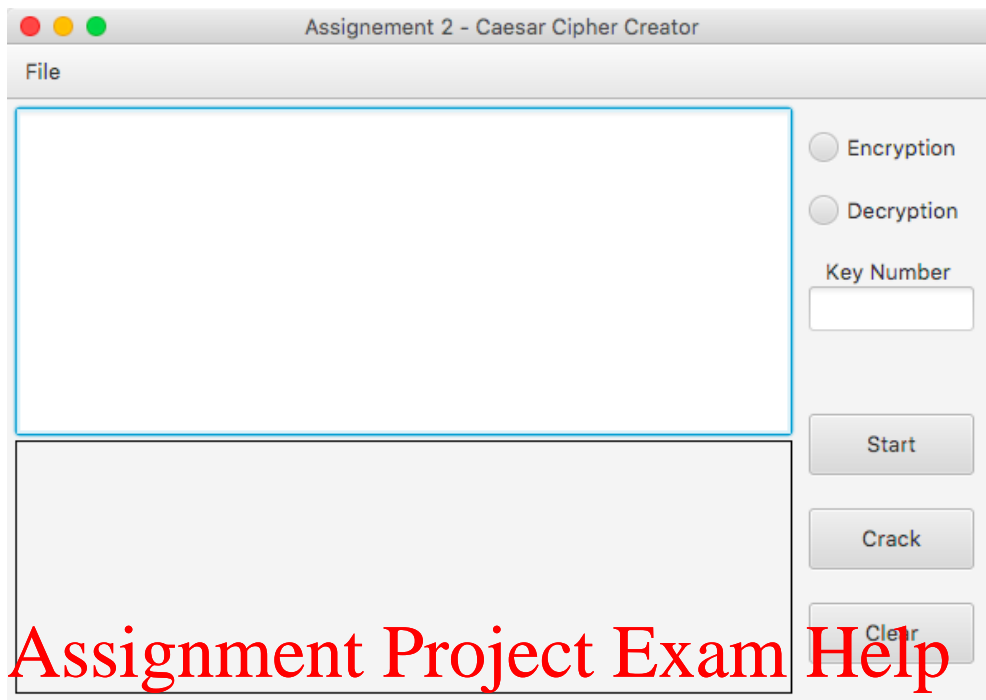 Assignement 2 - Caesar Cipher Creator
File
Encryption
Decryption
Key Number
Start
Crack
Clear
Assignment Project Exam Help